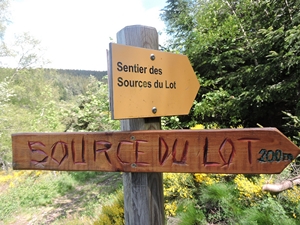 Sentier des
Sources du Lot
SOURCE DU LOT 200m